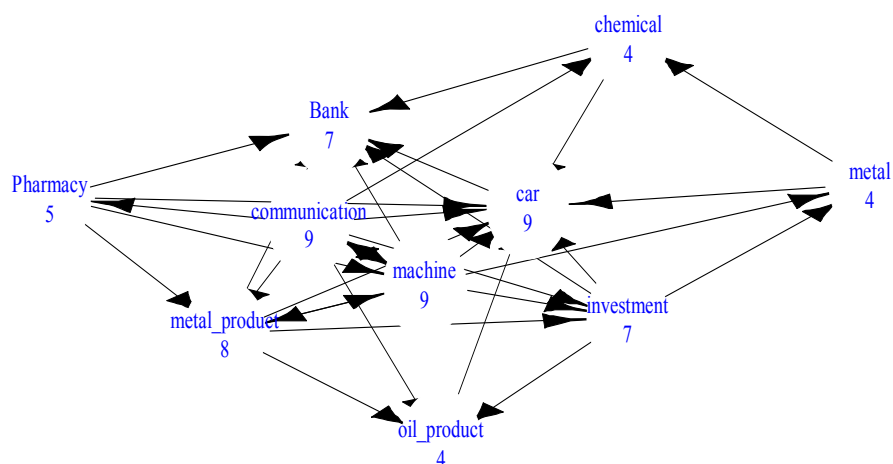 chemical
4
Bank
7
Pharmacy
5
metal
4
car
9
communication
9
machine
9
investment
7
metal_product
8
oil_product
4